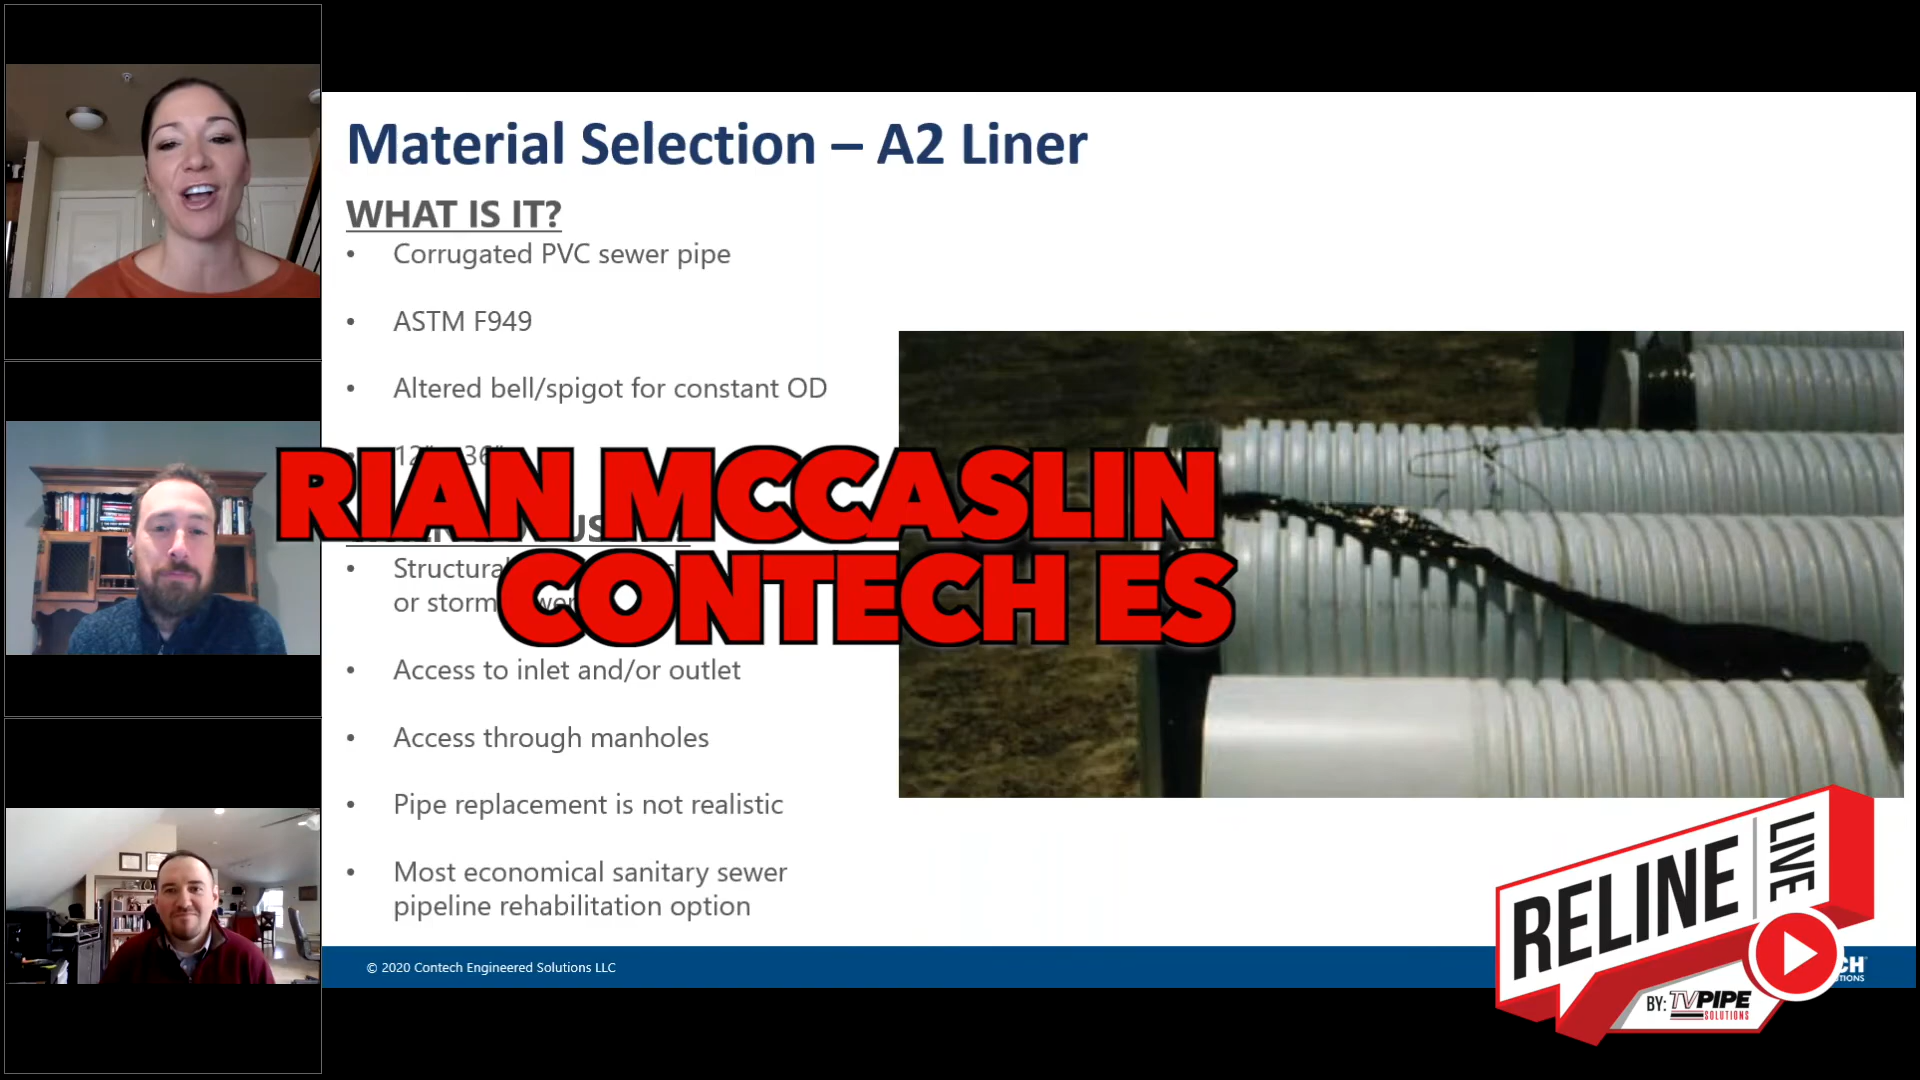 Material Selection – A2 Liner
WHAT IS IT?
• Corrugated PVC sewer pipe
• ASTM F949
• Altered bell/spigot for constant OD
RIAN MCCASLIN
CONTECH ES
• Structural
or storm
• Access to inlet and/or outlet
• Access through manholes
• Pipe replacement is not realistic
• Most economical sanitary sewer
pipeline rehabilitation option
© 2020 Contech Engineered Solutions LLC
RELINE LIVE
BY: TVPIPE
SOLUTIONS